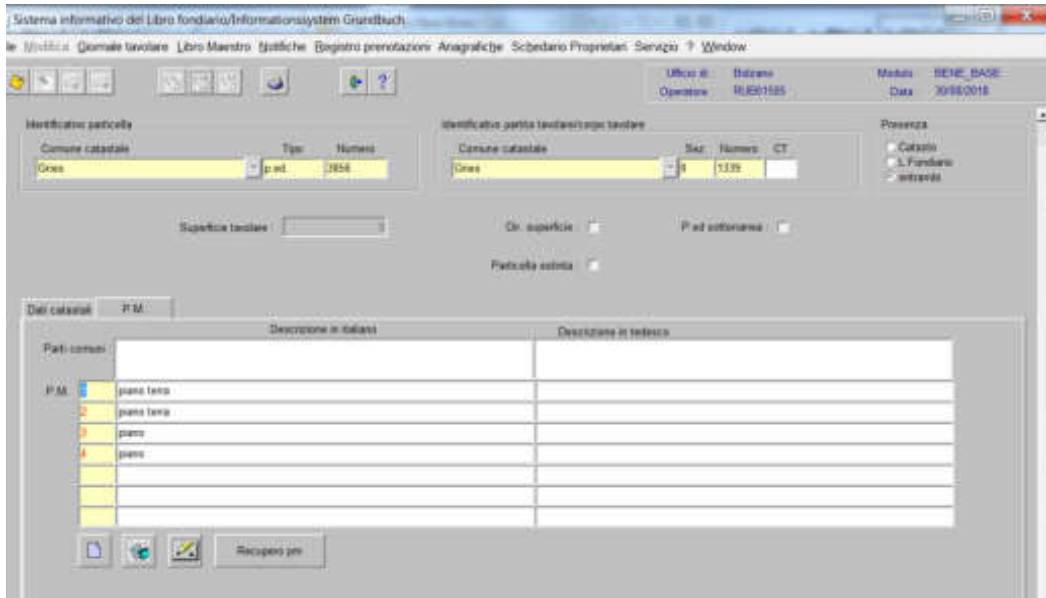 Sistema informativo del Libro fondiario/Informationssystem Grundbuch
le Modifica Giornale tavolare Libro Maestro Notifiche Registro prenotazioni Anagrafiche Schedario Proprietari Servizio ? Window
Ufficio di Bolzano Modulo BENE_BASE
Operatore Data 30/08/2018
Identificativo particella Identificativo partita tavolare/corpo tavolare Presenza
Comune catastale Tipo Numero Comune catastale Sez Numero CT Catasto
Gries p.ed. 3856 Gries II 1339 L.Fondiario
entrambi
Superficie tavolare Dir. superficie P.ed sotterranea
Particella estinta
Dati catastali P.M.
Descrizione in italiano Descrizione in tedesco
Parti comuni
P.M. 1 piano terra
2 piano terra
3 piano
4 piano
Recupero pm